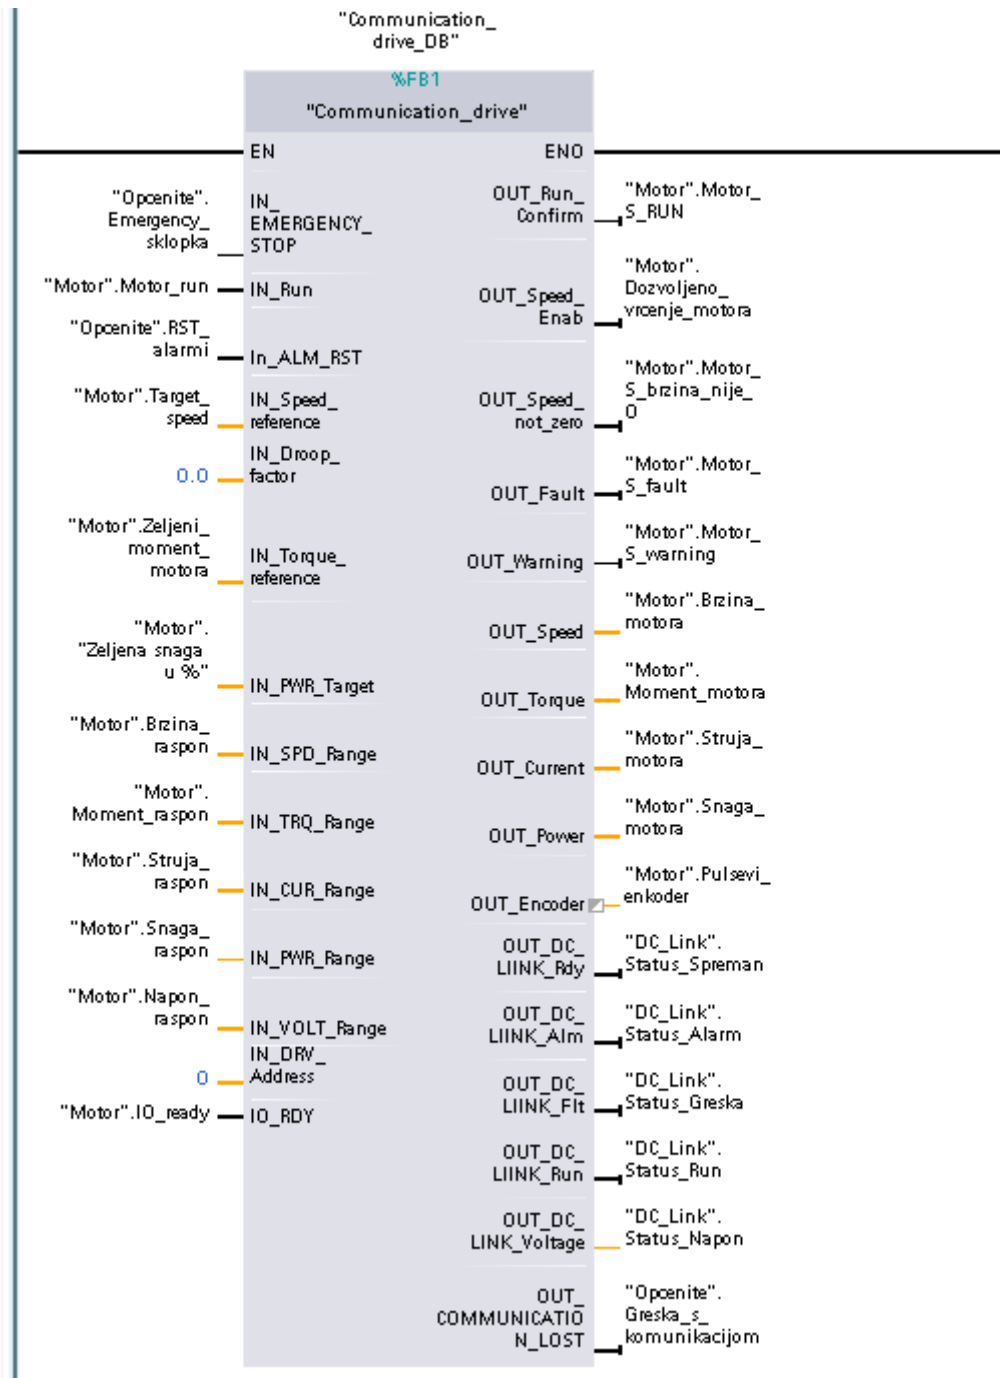 "Communication_
drive_DB"
%FB1
"Communication_drive"
EN
ENO
"Opcenite".
Emergency_
sklopka
IN_
EMERGENCY_
STOP
"Motor".Motor_run
IN_Run
"Opcenite".RST_
alarmi
In_ALM_RST
"Motor".Target_
speed
IN_Speed_
reference
0.0
IN_Droop_
factor
"Motor".Zeljeni_
moment_
motora
IN_Torque_
reference
"Motor".
"Zeljena snaga
u %"
IN_PWR_Target
"Motor".Brzina_
raspon
IN_SPD_Range
"Motor".
Moment_raspon
IN_TRQ_Range
"Motor".Struja_
raspon
IN_CUR_Range
"Motor".Snaga_
raspon
IN_PWR_Range
"Motor".Napon_
raspon
IN_VOLT_Range
0
IN_DRV_
Address
"Motor".IO_ready
IO_RDY
OUT_Run_
Confirm
"Motor".Motor_
S_RUN
OUT_Speed_
Enab
"Motor".
Dozvoljeno_
vrcenje_motora
OUT_Speed_
not_zero
"Motor".Motor_
S_brzina_nije_
0
OUT_Fault
"Motor".Motor_
S_fault
OUT_Warning
"Motor".Motor_
S_warning
OUT_Speed
"Motor".Brzina_
motora
OUT_Torque
"Motor".
Moment_motora
OUT_Current
"Motor".Struja_
motora
OUT_Power
"Motor".Snaga_
motora
OUT_Encoder
"Motor".Pulsevi_
enkoder
OUT_DC_
LIINK_Rdy
"DC_Link".
Status_Spreman
OUT_DC_
LIINK_Alm
"DC_Link".
Status_Alarm
OUT_DC_
LIINK_Flt
"DC_Link".
Status_Greska
OUT_DC_
LIINK_Run
"DC_Link".
Status_Run
OUT_DC_
LINK_Voltage
"DC_Link".
Status_Napon
OUT_
COMMUNICATIO
N_LOST
"Opcenite".
Greska_s_
komunikacijom